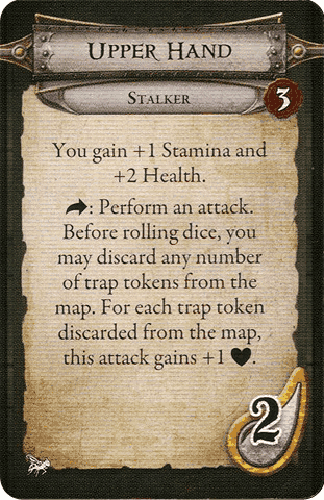 UPPER HAND
STALKER
3
You gain +1 Stamina and
+2 Health.
: Perform an attack.
Before rolling dice, you
may discard any number
of trap tokens from the
map. For each trap token
discarded from the map,
this attack gains +1 ♥.
2